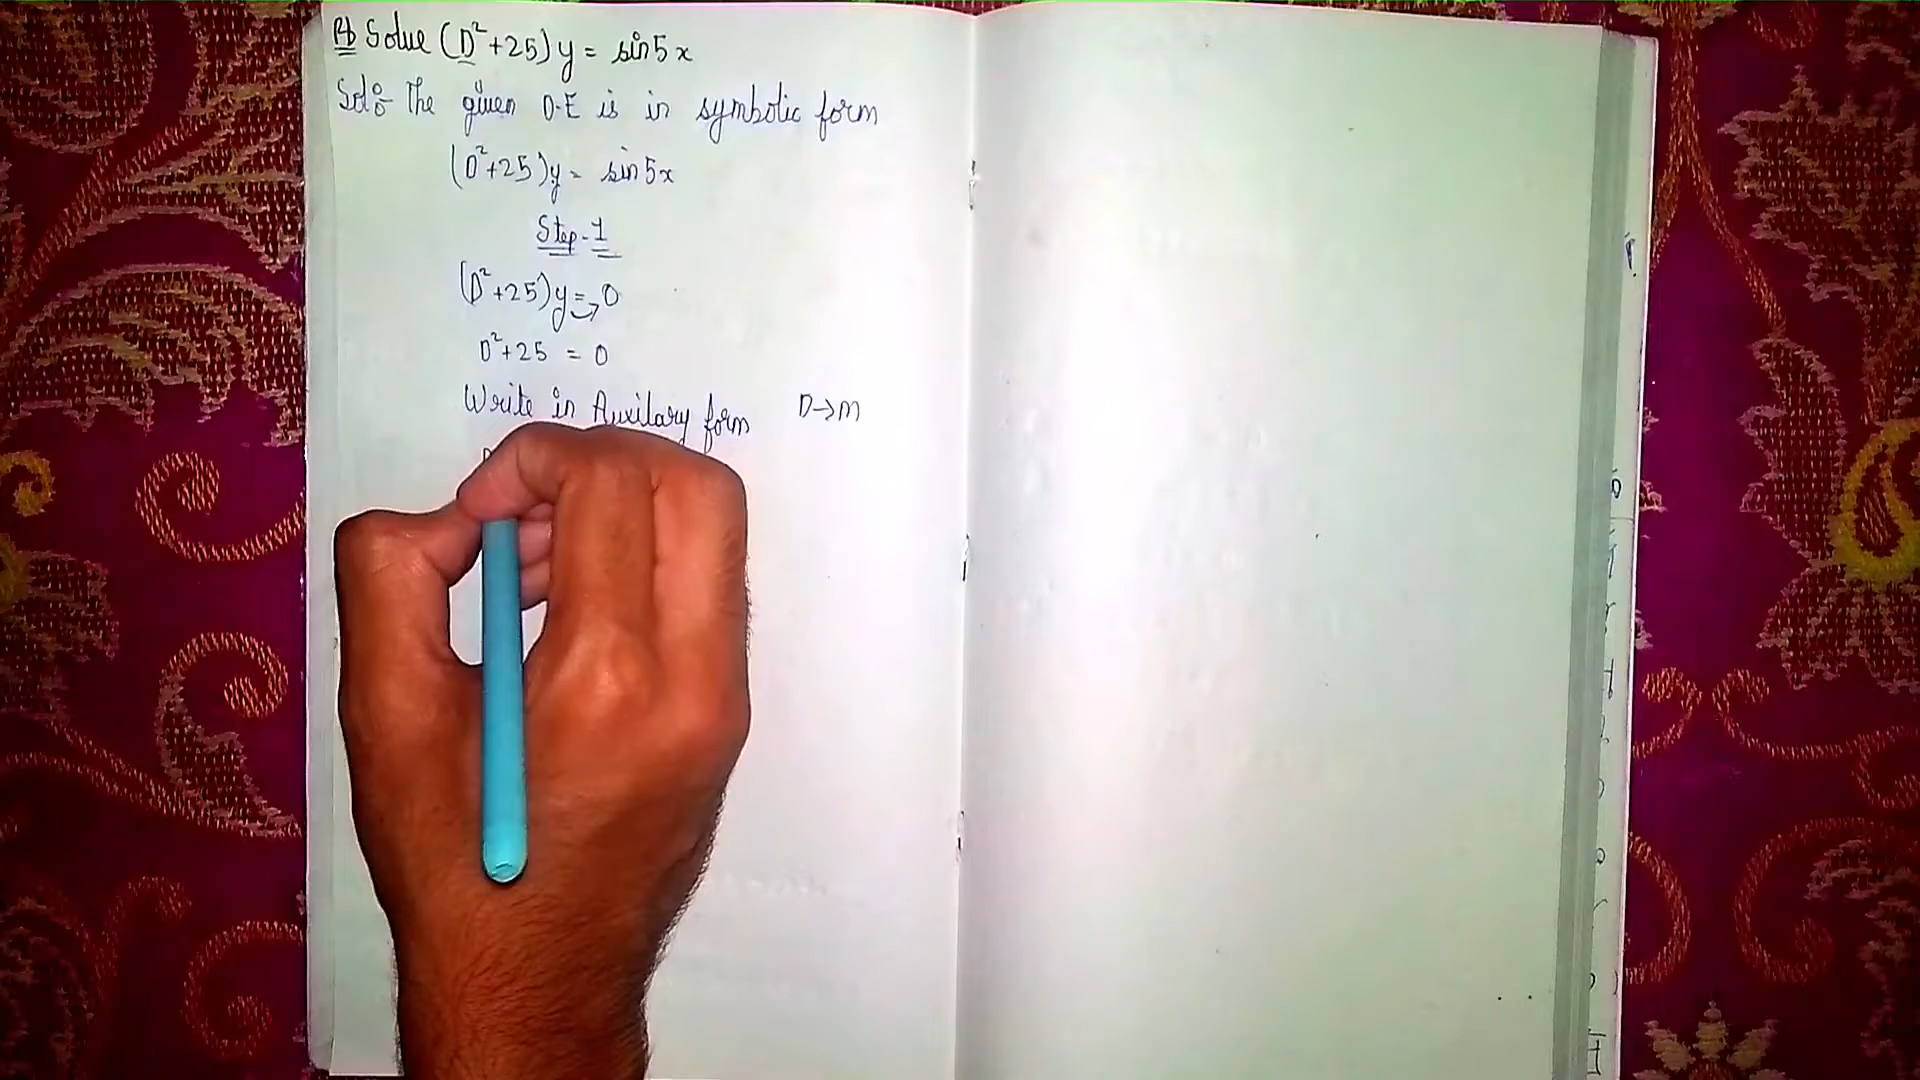 Pb Solve (D²+25)y = sin5x
Sol:- The given D.E is in symbolic form
(D²+25)y = sin5x
Step-1
(D²+25)y = 0
D²+25 = 0
Write in Auxilary form D→m